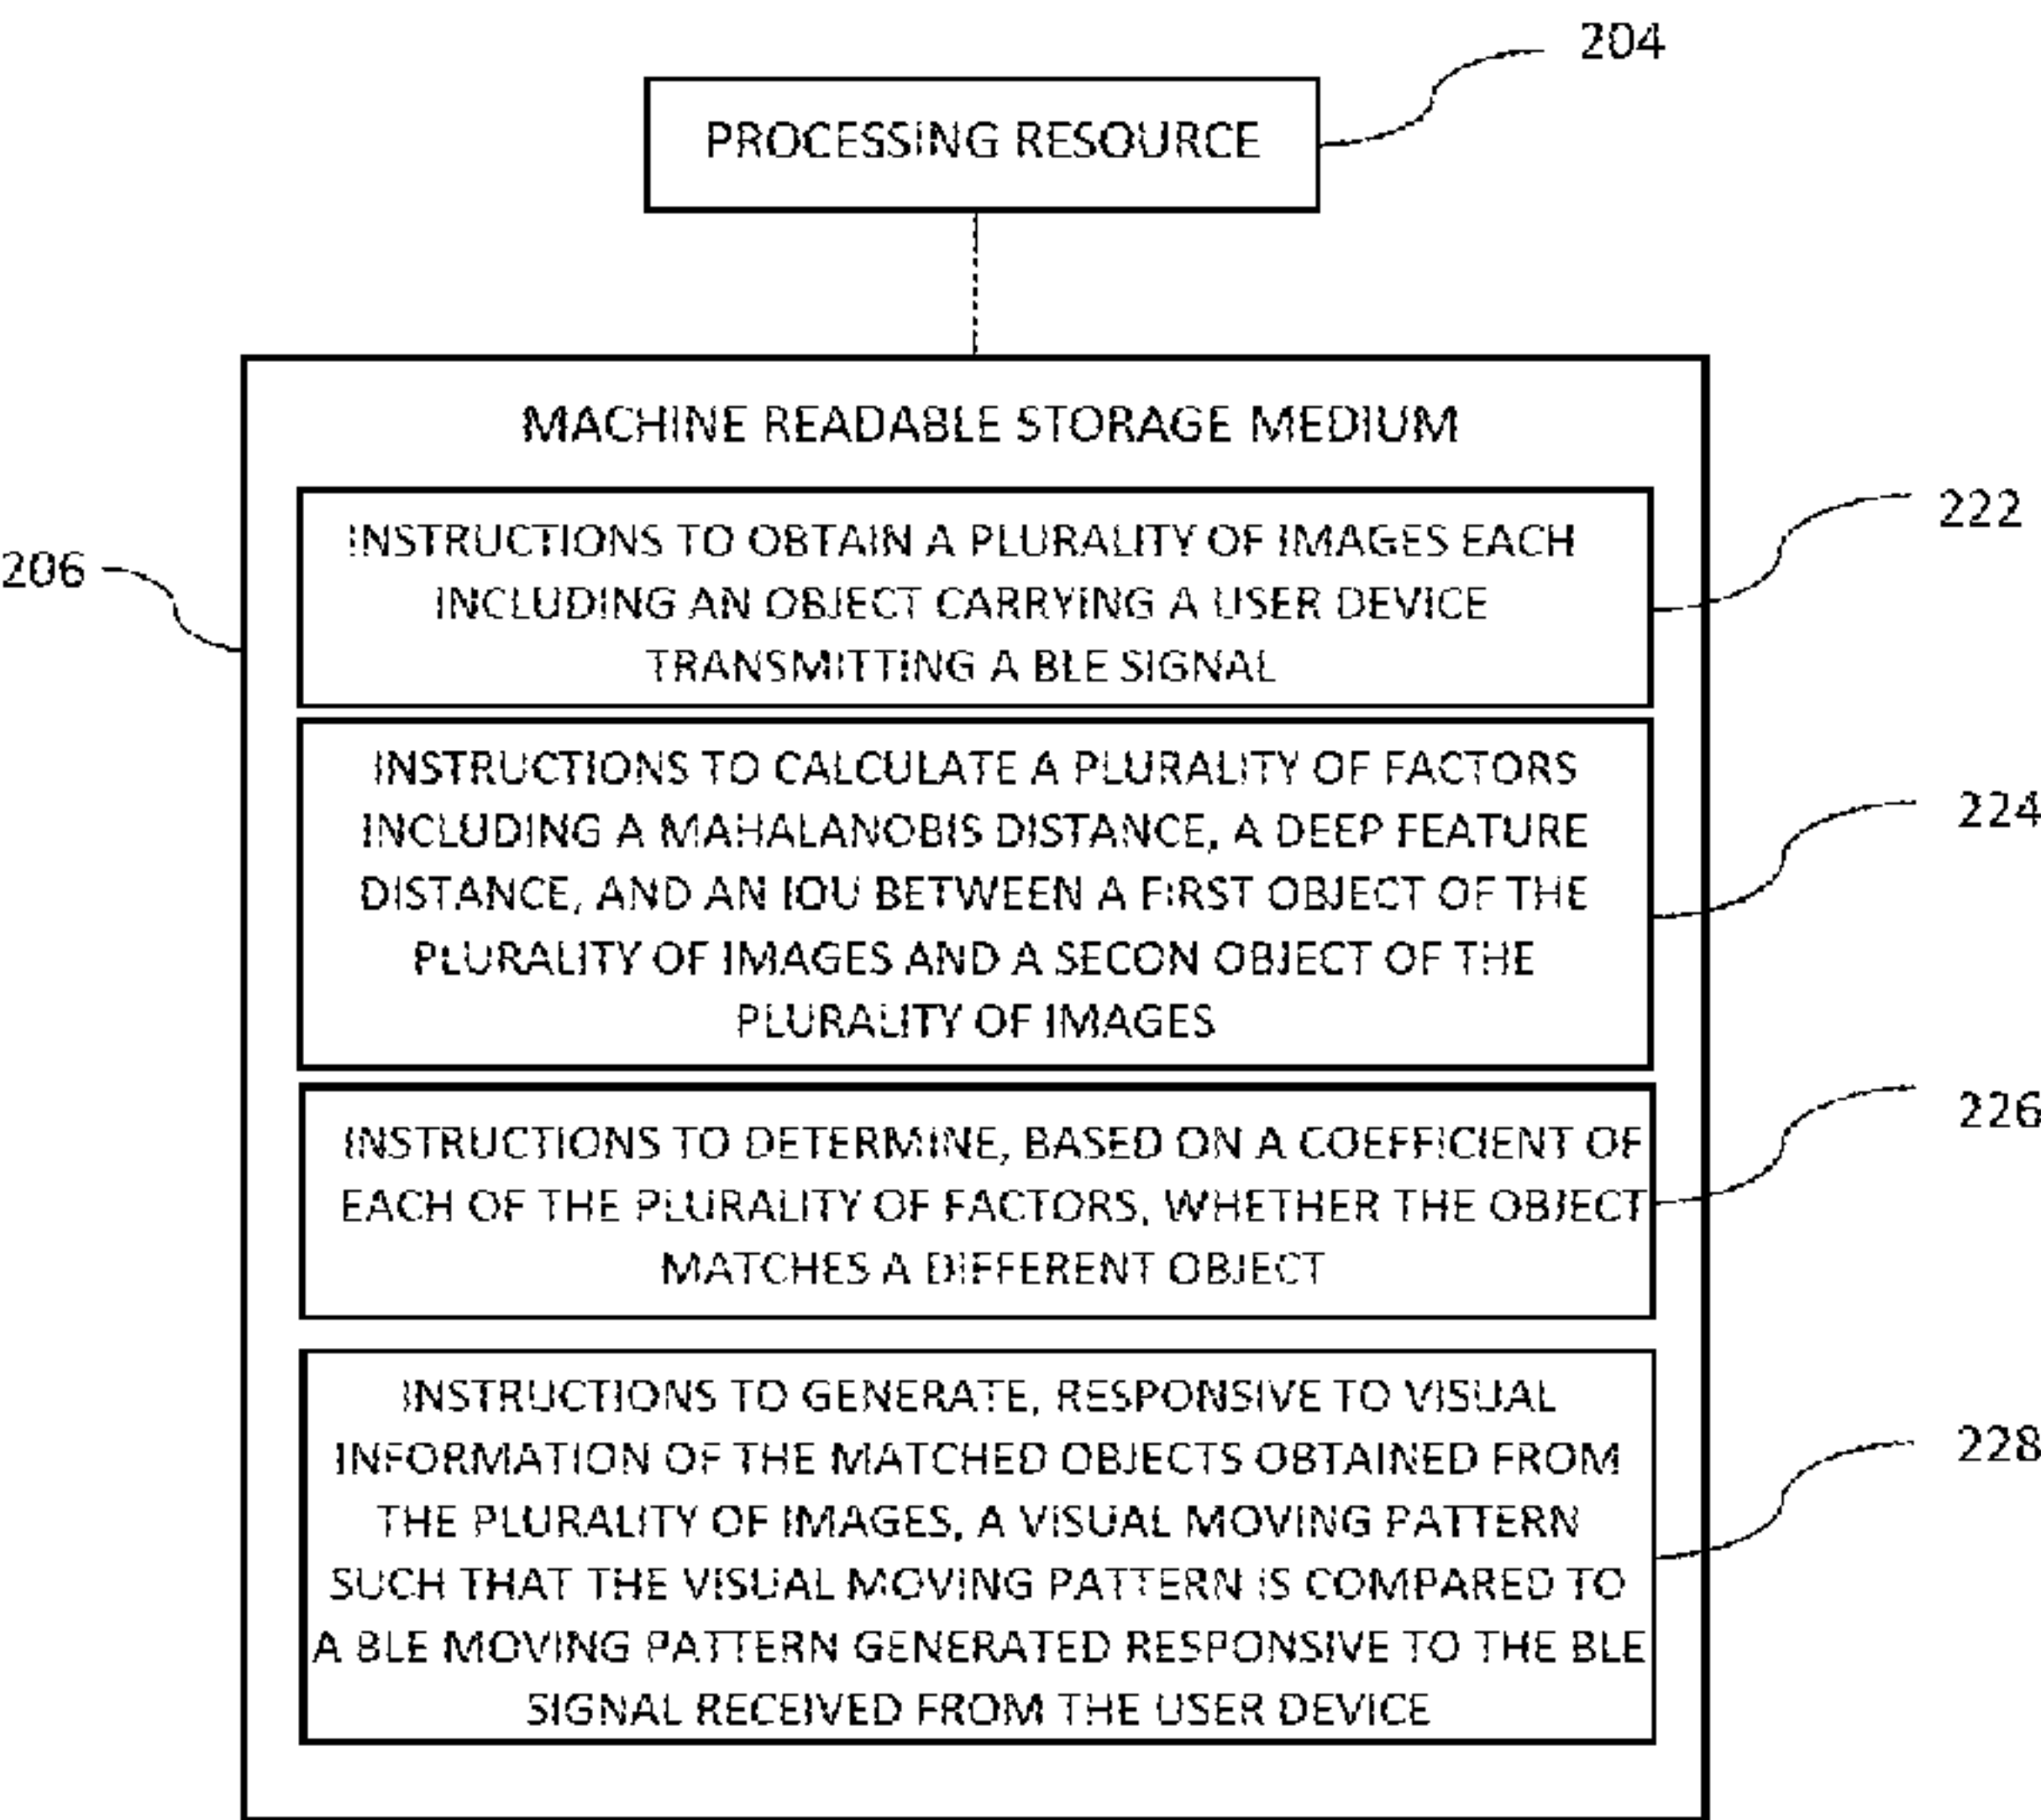 204
PROCESSING RESOURCE
MACHINE READABLE STORAGE MEDIUM
222
INSTRUCTIONS TO OBTAIN A PLURALITY OF IMAGES EACH
INCLUDING AN OBJECT CARRYING A USER DEVICE
TRANSMITTING A BLE SIGNAL
206
INSTRUCTIONS TO CALCULATE A PLURALITY OF FACTORS
INCLUDING A MAHALANOBIS DISTANCE, A DEEP FEATURE
DISTANCE, AND AN IOU BETWEEN A FIRST OBJECT OF THE
PLURALITY OF IMAGES AND A SECON OBJECT OF THE
PLURALITY OF IMAGES
224
INSTRUCTIONS TO DETERMINE, BASED ON A COEFFICIENT OF
EACH OF THE PLURALITY OF FACTORS, WHETHER THE OBJECT
MATCHES A DIFFERENT OBJECT
226
INSTRUCTIONS TO GENERATE, RESPONSIVE TO VISUAL
INFORMATION OF THE MATCHED OBJECTS OBTAINED FROM
THE PLURALITY OF IMAGES, A VISUAL MOVING PATTERN
SUCH THAT THE VISUAL MOVING PATTERN IS COMPARED TO
A BLE MOVING PATTERN GENERATED RESPONSIVE TO THE BLE
SIGNAL RECEIVED FROM THE USER DEVICE
228